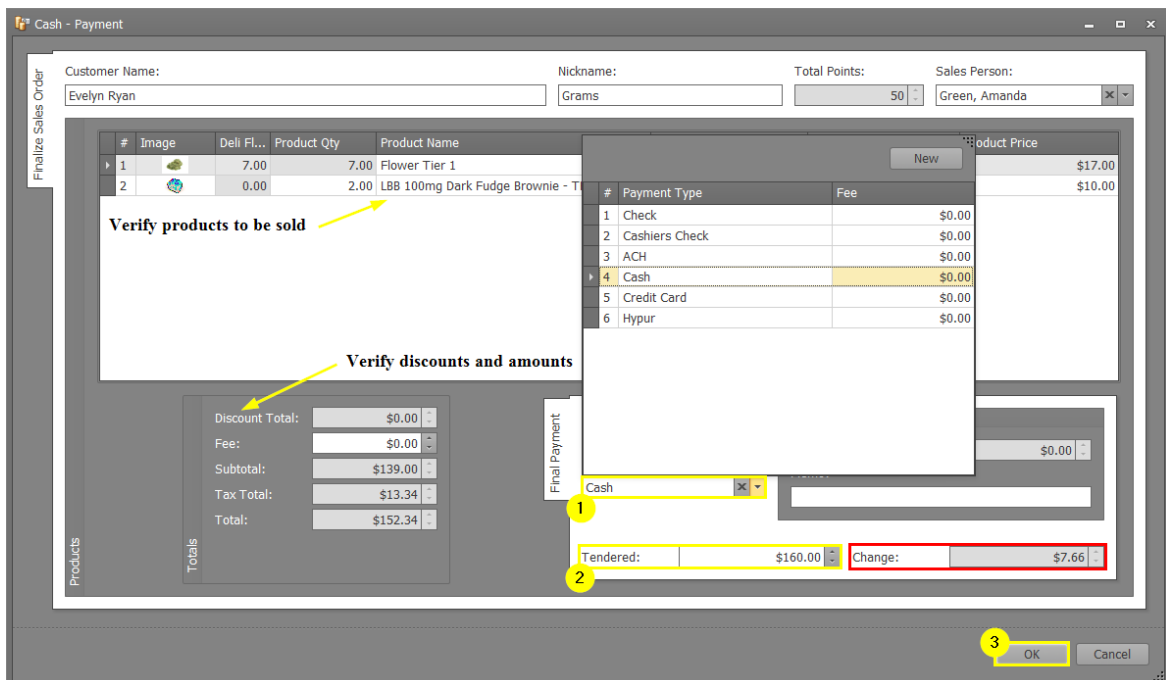 Cash - Payment
Finalize Sales Order
Customer Name:
Nickname:
Total Points:
Sales Person:
Evelyn Ryan
Grams
50
Green, Amanda
# Image Deli Fl... Product Qty Product Name
oduct Price
1 7.00 7.00 Flower Tier 1
$17.00
2 0.00 2.00 LBB 100mg Dark Fudge Brownie - T
$10.00
Verify products to be sold
New
# Payment Type Fee
1 Check $0.00
2 Cashiers Check $0.00
3 ACH $0.00
4 Cash $0.00
5 Credit Card $0.00
6 Hypur $0.00
Verify discounts and amounts
Products
Totals
Discount Total: $0.00
Fee: $0.00
Subtotal: $139.00
Tax Total: $13.34
Total: $152.34
Final Payment
$0.00
Cash
1
Tendered: $160.00
2
Change: $7.66
3
OK
Cancel